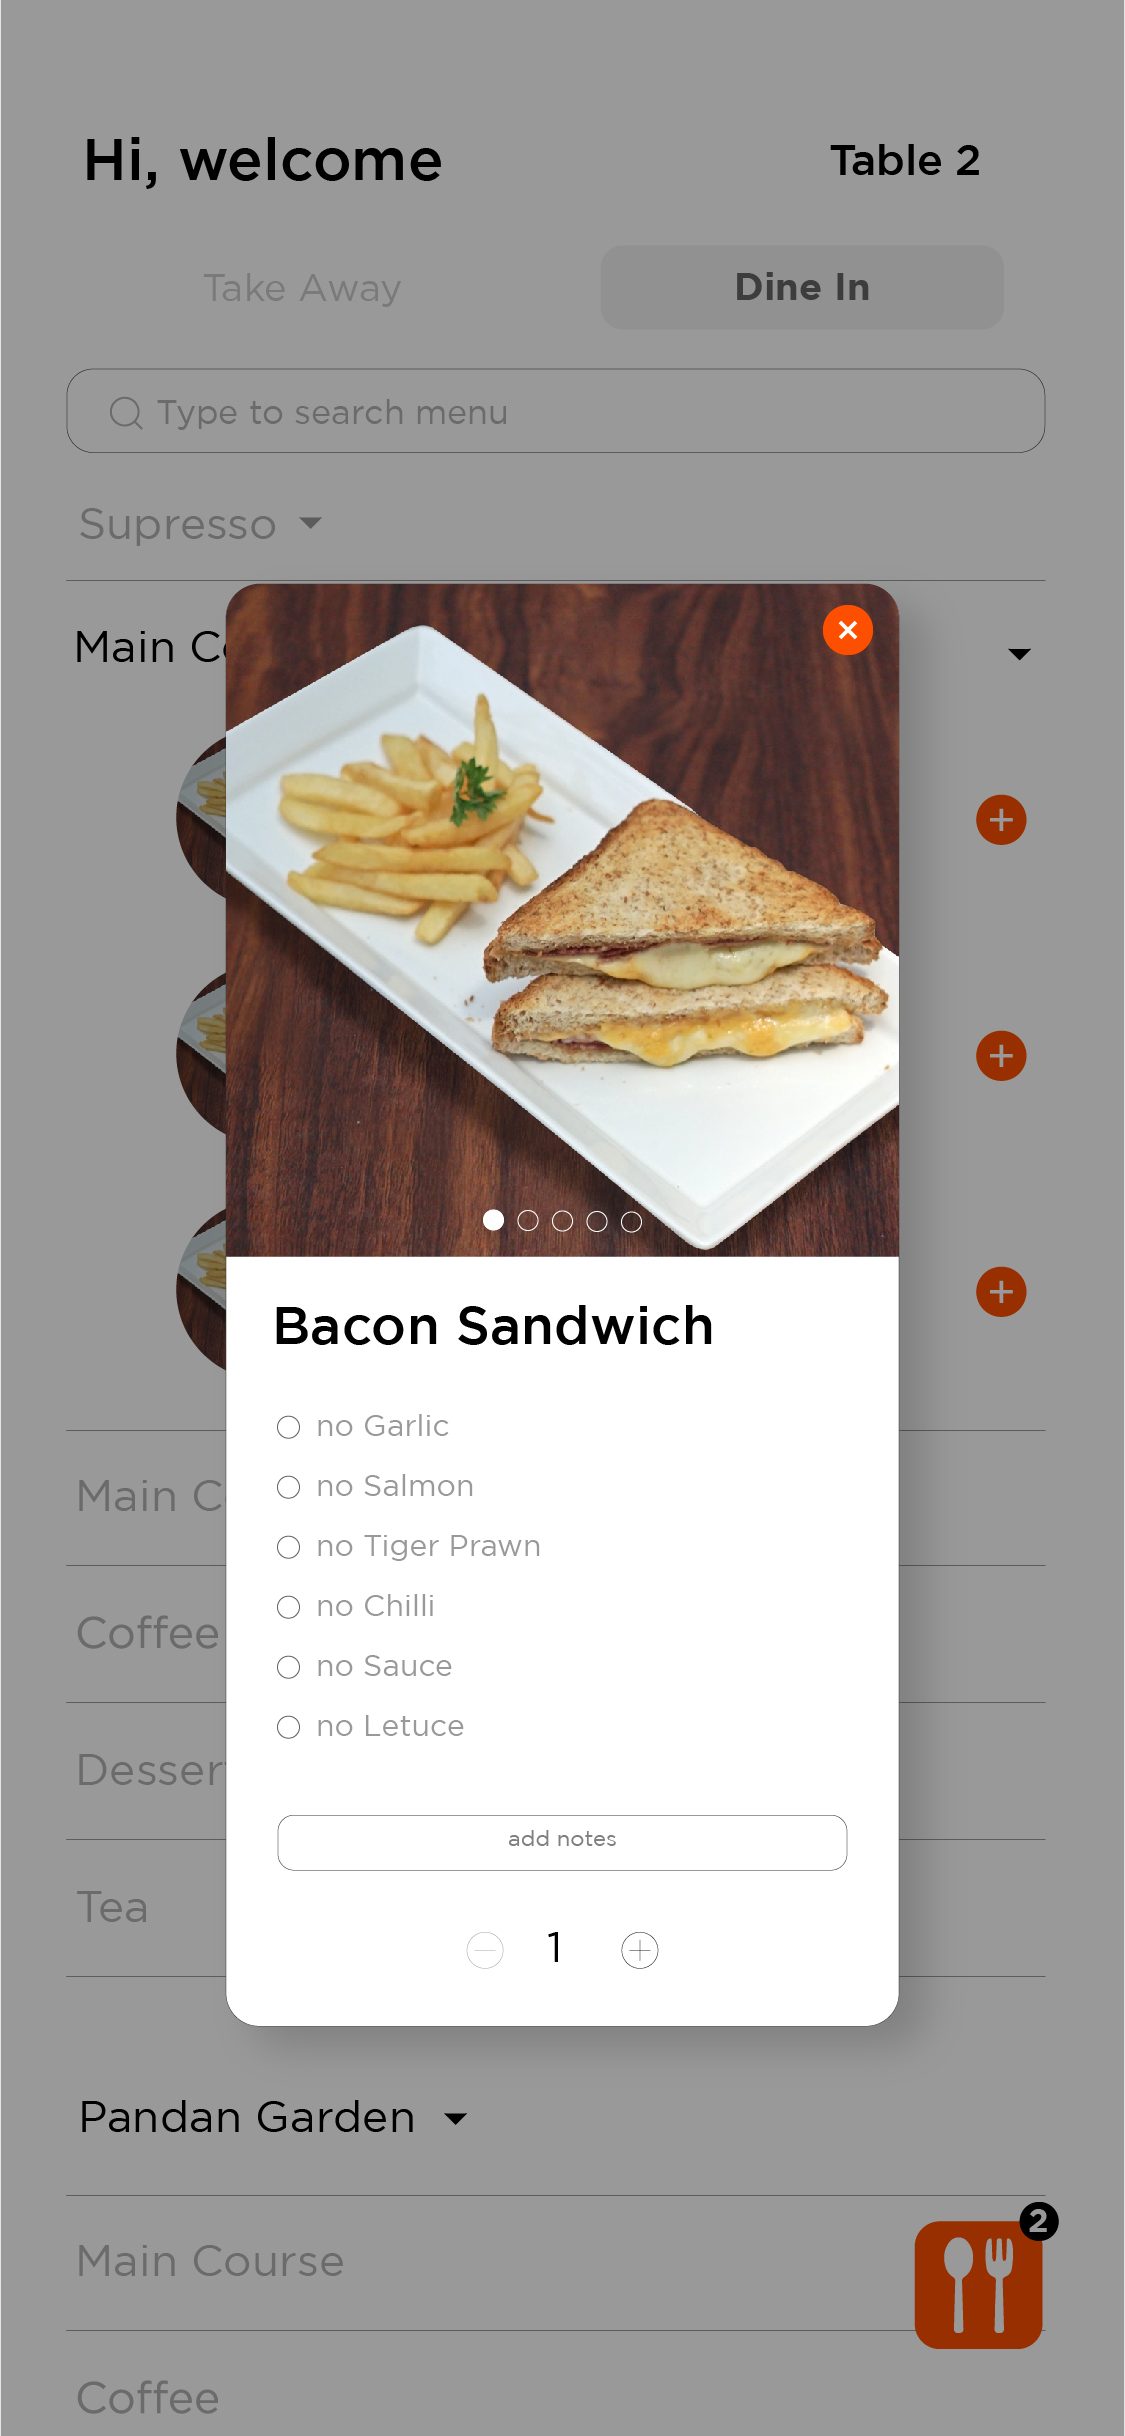 Hi, welcome
Table 2
Take Away
Dine In
Type to search menu
Supresso
Main
Bacon Sandwich
no Garlic
no Salmon
no Tiger Prawn
no Chilli
no Sauce
no Letuce
add notes
1
Main
Coffee
Tea
Pandan Garden
2
Main Course
Coffee